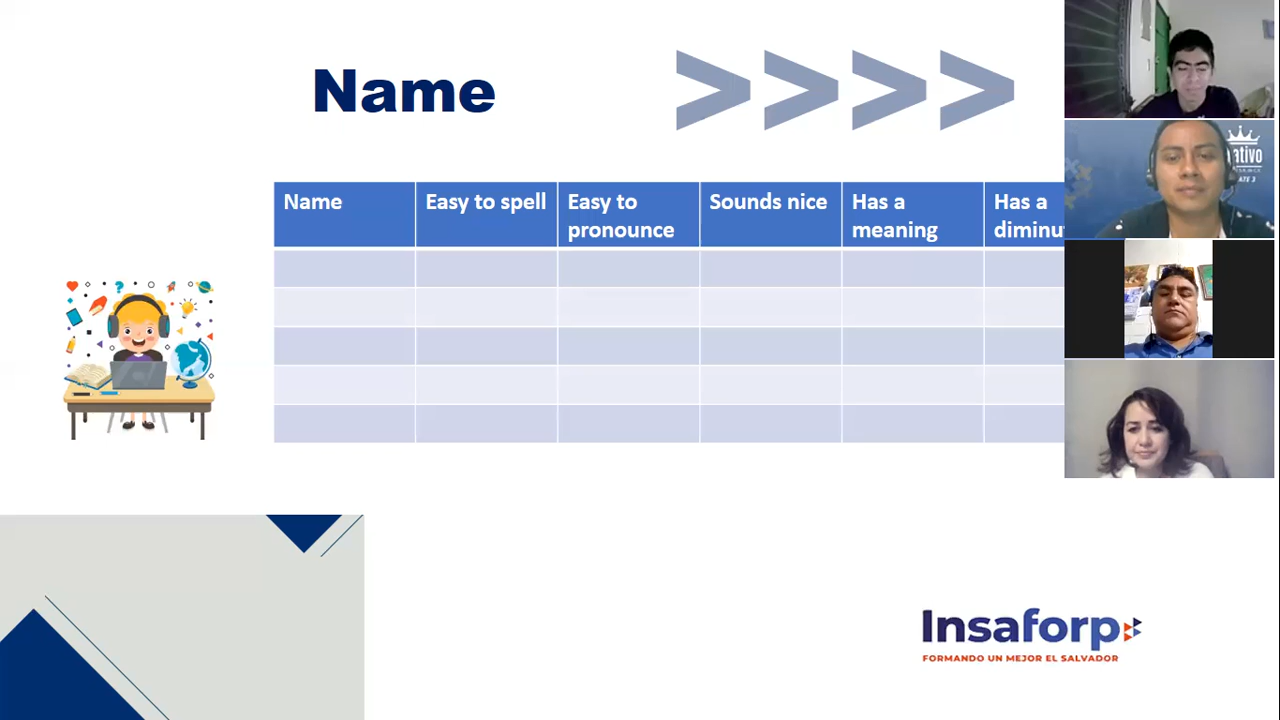 Name
Name
Easy to spell
Easy to
pronounce
Sounds nice
Has a
meaning
Has a
Insaforp
FORMANDO UN MEJOR EL SALVADOR